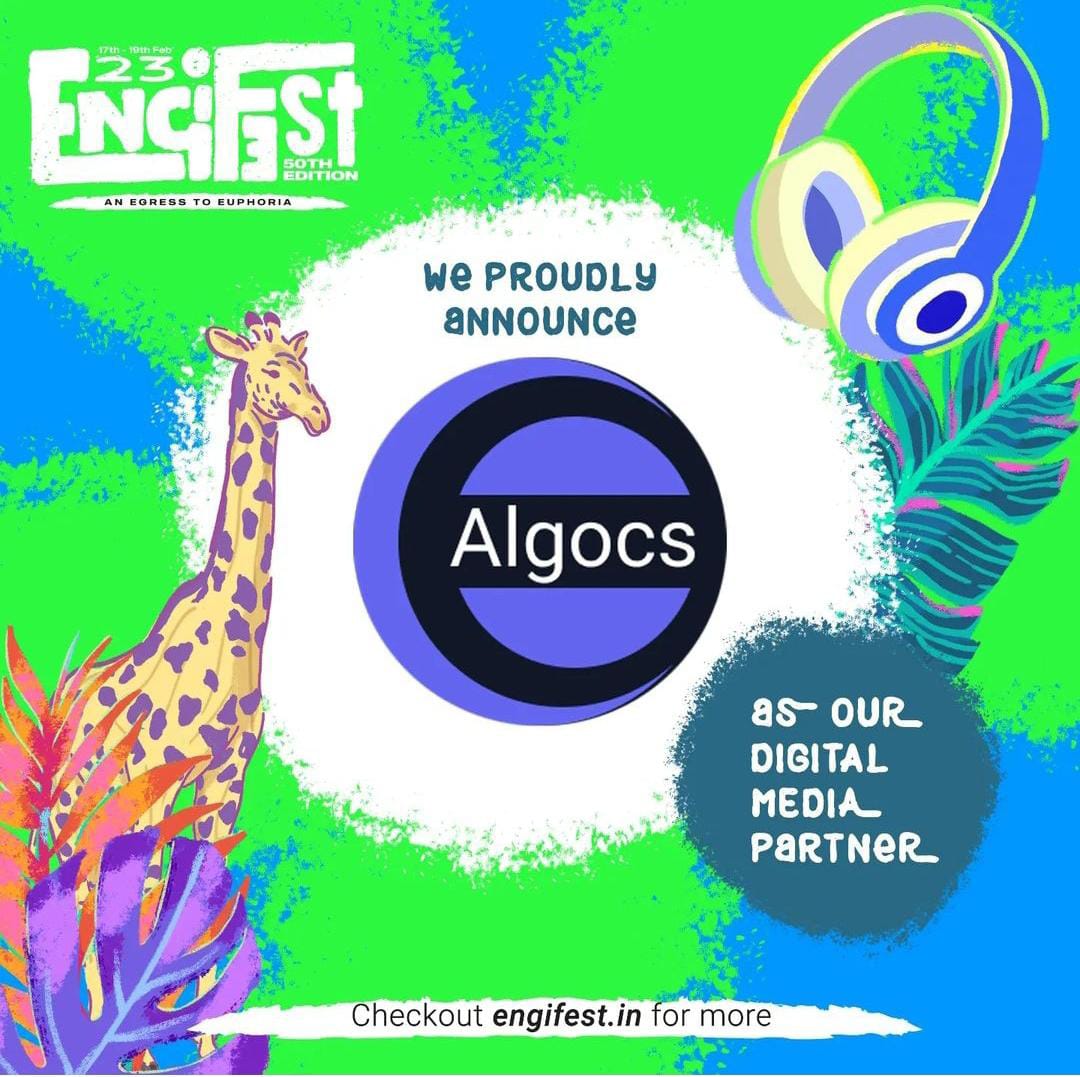 17th - 19th Feb'
23
ENGiFEst
50TH
EDITION
AN EGRESS TO EUPHORIA
We PROUDLY
aNNOUNCe
Algocs
as OUR
DIGITAL
MEDIA
PaRTNeR
Checkout engifest.in for more